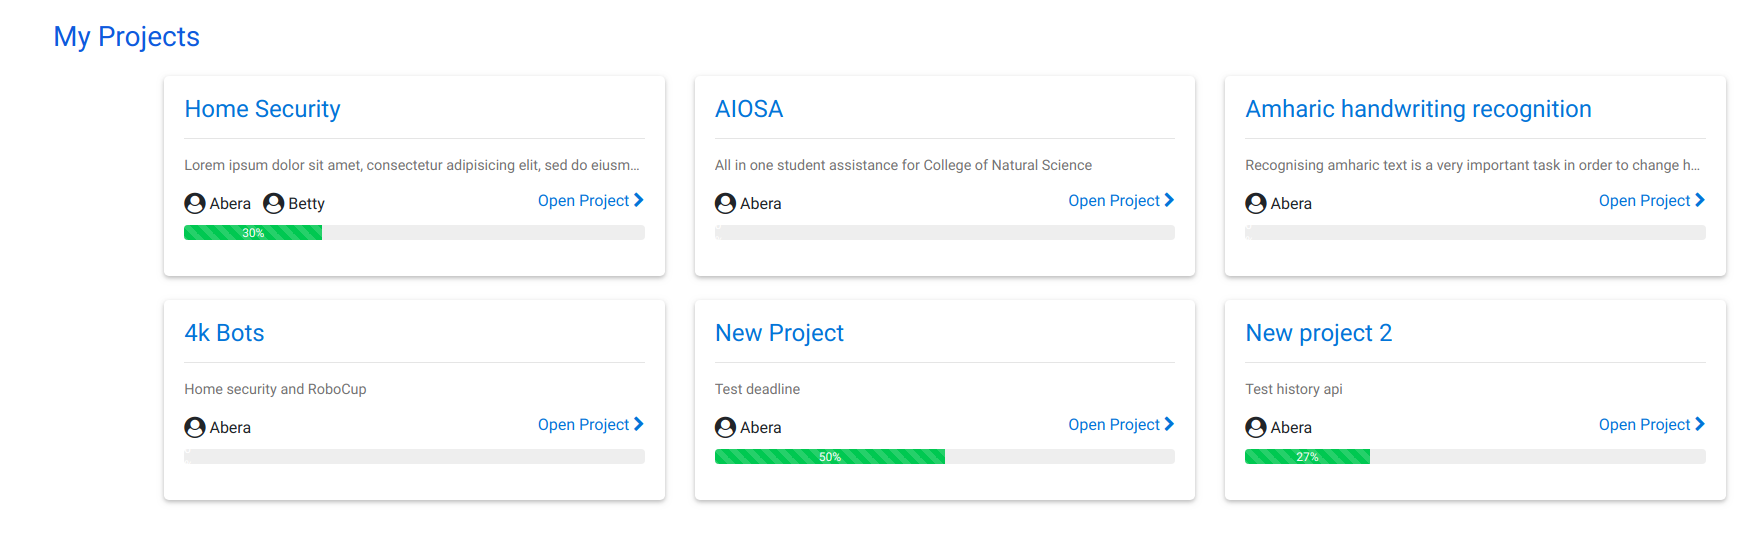 My Projects
Home Security
Lorem ipsum dolor sit amet, consectetur adipisicing elit, sed do eiusm...
Abera Betty Open Project
30%
AIOSA
All in one student assistance for College of Natural Science
Abera Open Project
Amharic handwriting recognition
Recognising amharic text is a very important task in order to change h...
Abera Open Project
4k Bots
Home security and RoboCup
Abera Open Project
New Project
Test deadline
Abera Open Project
50%
New project 2
Test history api
Abera Open Project
27%